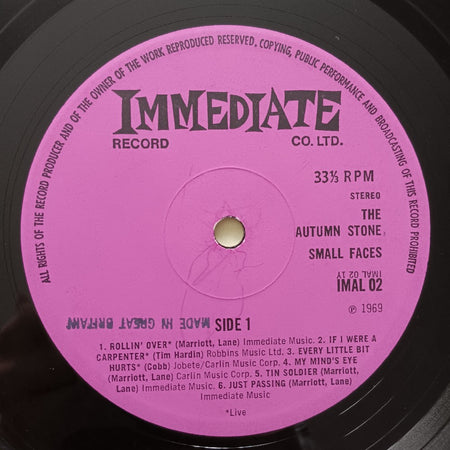 ALL RIGHTS OF THE RECORD PRODUCER AND OF THE OWNER OF THE WORK REPRODUCED RESERVED, COPYING, PUBLIC PERFORMANCE AND BROADCASTING OF THIS RECORD PROHIBITED
IMMEDIATE
RECORD CO. LTD.
33⅓ RPM
STEREO
THE
AUTUMN STONE
SMALL FACES
IMAL 02 1Y
IMAL 02
℗ 1969
MADE IN GREAT BRITAIN
SIDE 1
1. ROLLIN' OVER* (Marriott, Lane) Immediate Music. 2. IF I WERE A
CARPENTER* (Tim Hardin) Robbins Music Ltd. 3. EVERY LITTLE BIT
HURTS* (Cobb) Jobete/Carlin Music Corp. 4. MY MIND'S EYE
(Marriott, Lane) Carlin Music Corp. 5. TIN SOLDIER (Marriott,
Lane) Immediate Music. 6. JUST PASSING (Marriott, Lane)
Immediate Music
*Live